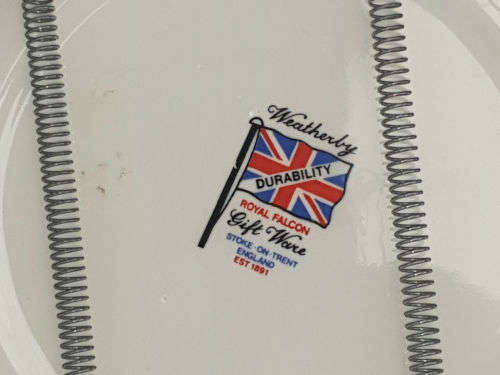 Weatherby
DURABILITY
ROYAL FALCON
Gift Ware
STOKE-ON-TRENT
ENGLAND
EST 1891